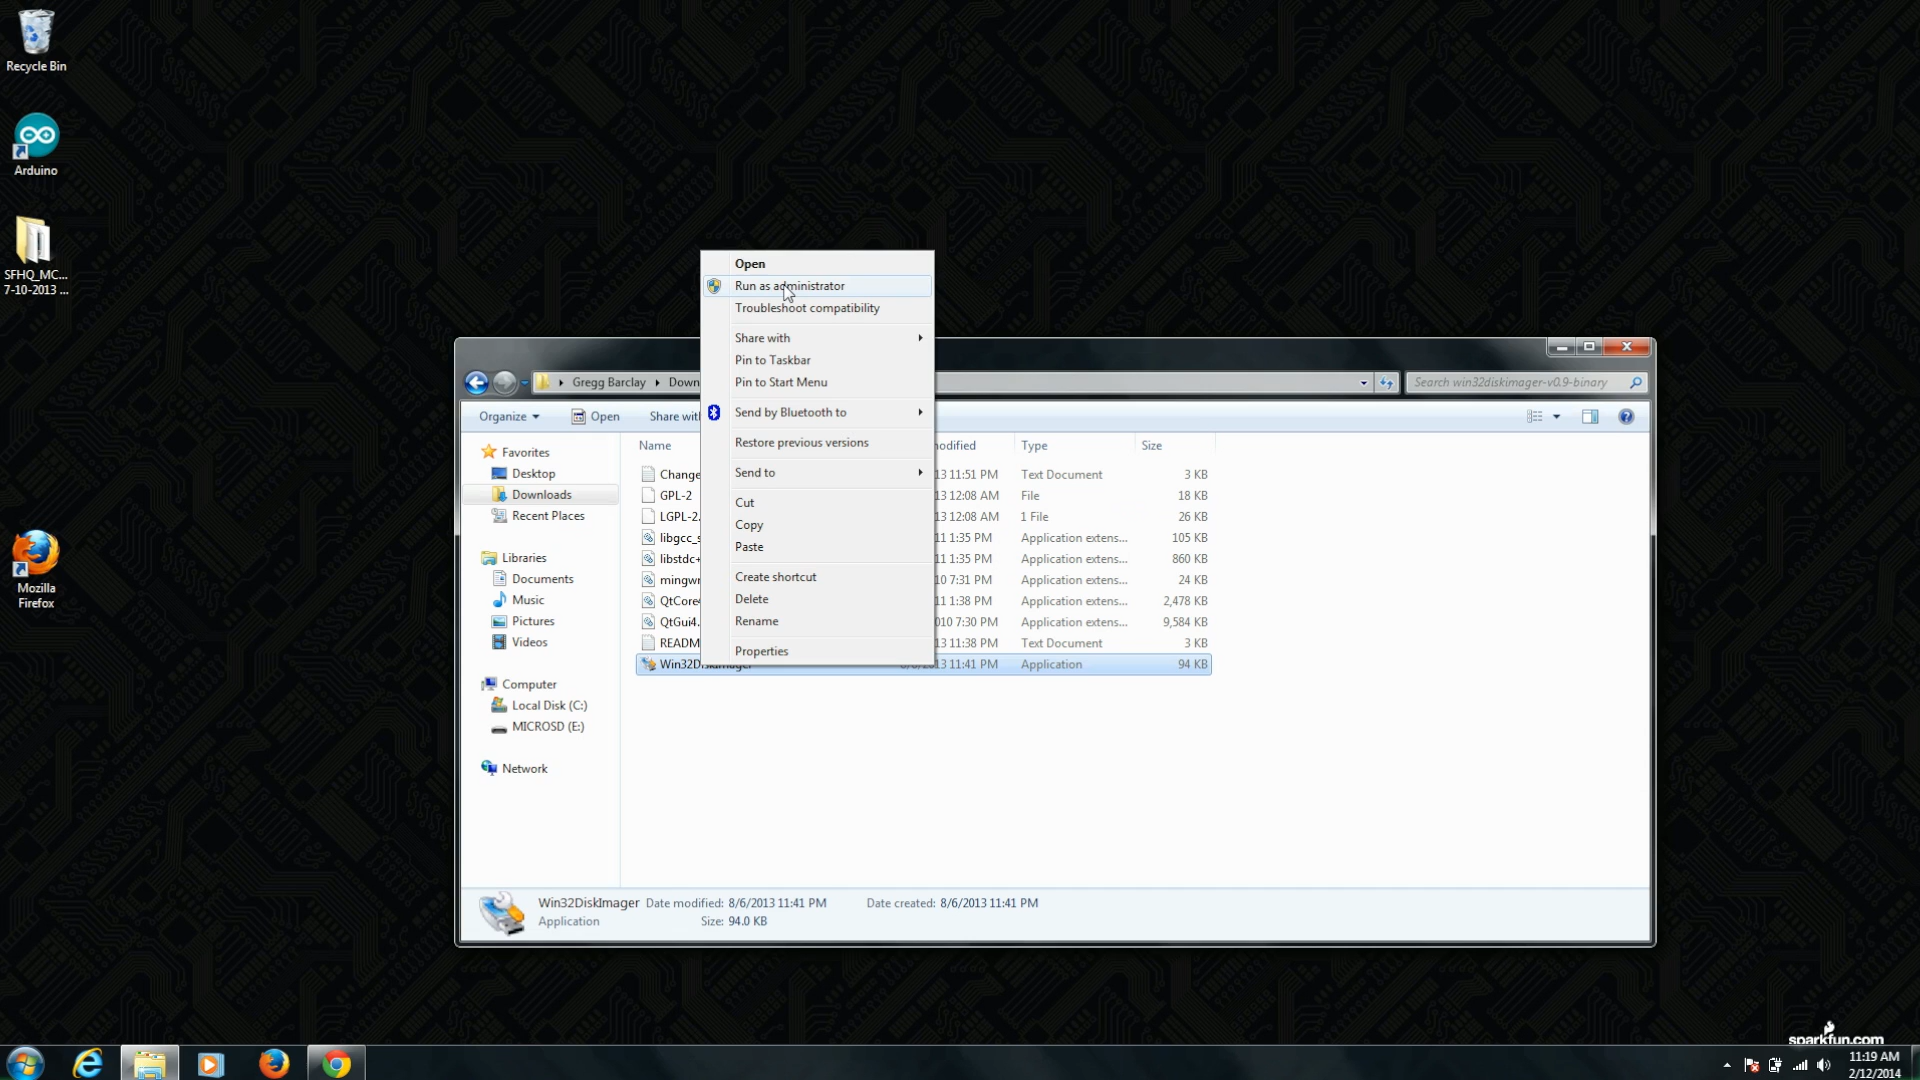 Recycle Bin
Arduino
SFHQ_MC...
7-10-2013 ...
Mozilla
Firefox
Open
Run as administrator
Troubleshoot compatibility
Share with
Pin to Taskbar
Pin to Start Menu
Send by Bluetooth to
Restore previous versions
Send to
Cut
Copy
Paste
Create shortcut
Delete
Rename
Properties
Gregg Barclay Down
Search win32diskimager-v0.9-binary
Organize Open Share with
Favorites
Desktop
Downloads
Recent Places
Libraries
Documents
Music
Pictures
Videos
Computer
Local Disk (C:)
MICROSD (E:)
Network
Name odified Type Size
Change 13 11:51 PM Text Document 3 KB
GPL-2 13 12:08 AM File 18 KB
LGPL-2. 13 12:08 AM 1 File 26 KB
libgcc_s 11 1:35 PM Application extens... 105 KB
libstdc+ 11 1:35 PM Application extens... 860 KB
mingwr 10 7:31 PM Application extens... 24 KB
QtCore 11 1:38 PM Application extens... 2,478 KB
QtGui4. 010 7:30 PM Application extens... 9,584 KB
READM 13 11:38 PM Text Document 3 KB
Win32DiskImager 8/6/2013 11:41 PM Application 94 KB
Win32DiskImager Date modified: 8/6/2013 11:41 PM Date created: 8/6/2013 11:41 PM
Application Size: 94.0 KB
sparkfun.com
11:19 AM
2/12/2014